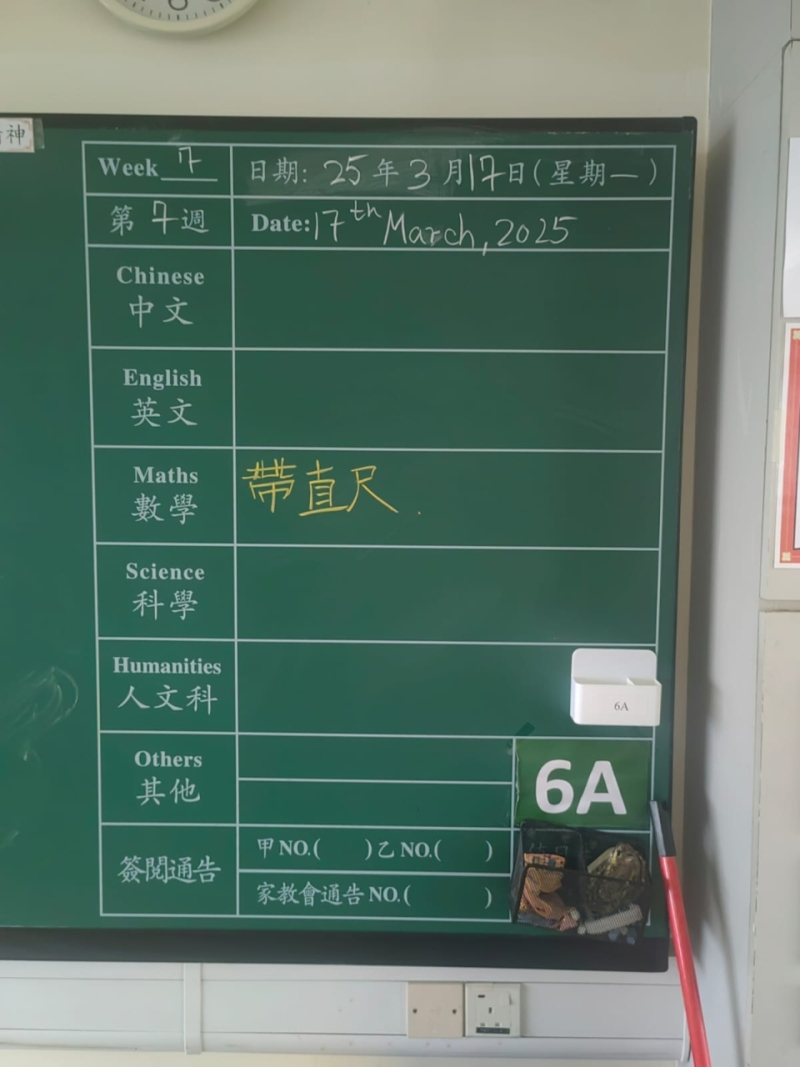 神
Week 7
日期: 25年3月17日(星期一)
第7週
Date: 17th March, 2025
Chinese
中文
English
英文
Maths
數學
帶直尺.
Science
科學
Humanities
人文科
6A
Others
其他
6A
簽閱通告
甲 NO.( ) 乙 NO.( )
家教會通告 NO.( )